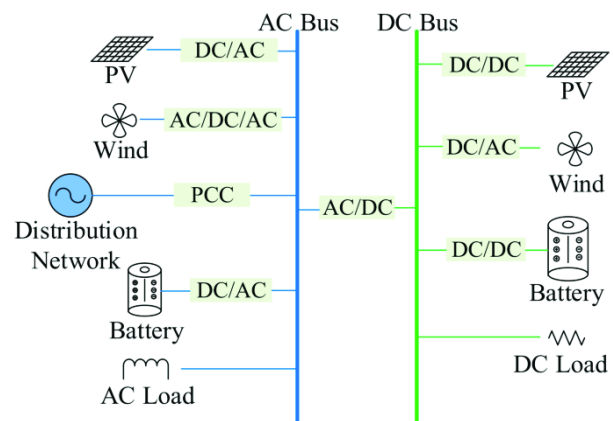 AC Bus
DC Bus
DC/AC
PV
DC/DC
PV
AC/DC/AC
Wind
DC/AC
Wind
PCC
AC/DC
Distribution
Network
DC/DC
Battery
DC/AC
Battery
AC Load
DC Load